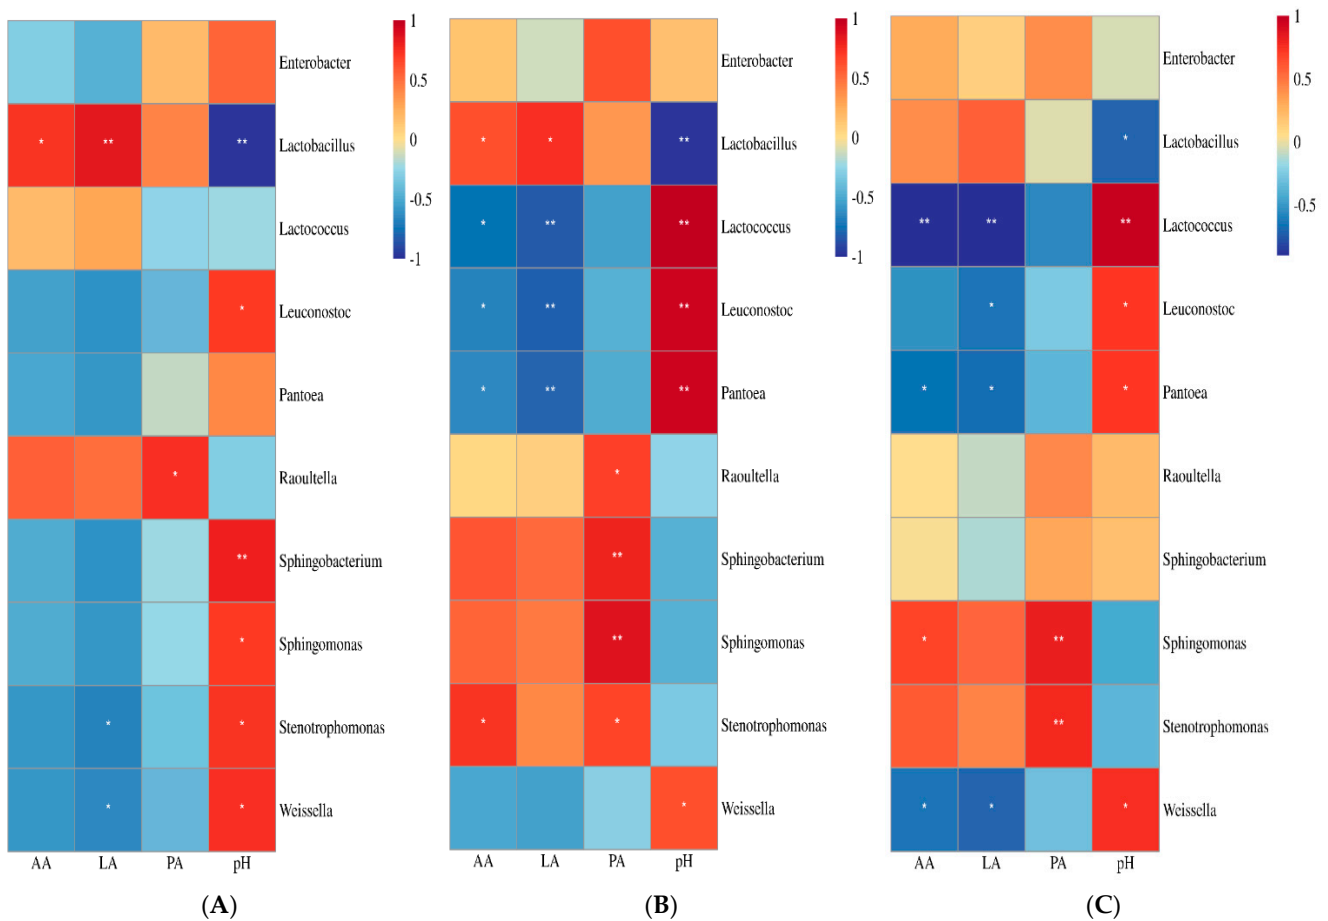 1
0.5
0
-0.5
-1
Enterobacter
* ** ** Lactobacillus
Lactococcus
* Leuconostoc
Pantoea
* Raoultella
** Sphingobacterium
* Sphingomonas
* * Stenotrophomonas
* * Weissella
AA LA PA pH
(A)
1
0.5
0
-0.5
-1
Enterobacter
* * ** Lactobacillus
* ** ** Lactococcus
* ** ** Leuconostoc
* ** ** Pantoea
* Raoultella
** Sphingobacterium
** Sphingomonas
* * Stenotrophomonas
* Weissella
AA LA PA pH
(B)
1
0.5
0
-0.5
Enterobacter
* Lactobacillus
** ** ** Lactococcus
* * Leuconostoc
* * * Pantoea
Raoultella
Sphingobacterium
* ** Sphingomonas
** Stenotrophomonas
* * * Weissella
AA LA PA pH
(C)